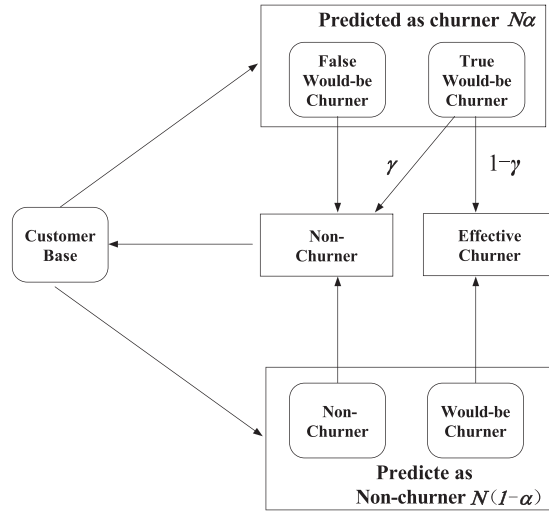 Predicted as churner Nα
False
Would-be
Churner
True
Would-be
Churner
γ
1−γ
Customer
Base
Non-
Churner
Effective
Churner
Non-
Churner
Would-be
Churner
Predicte as
Non-churner N(1-α)